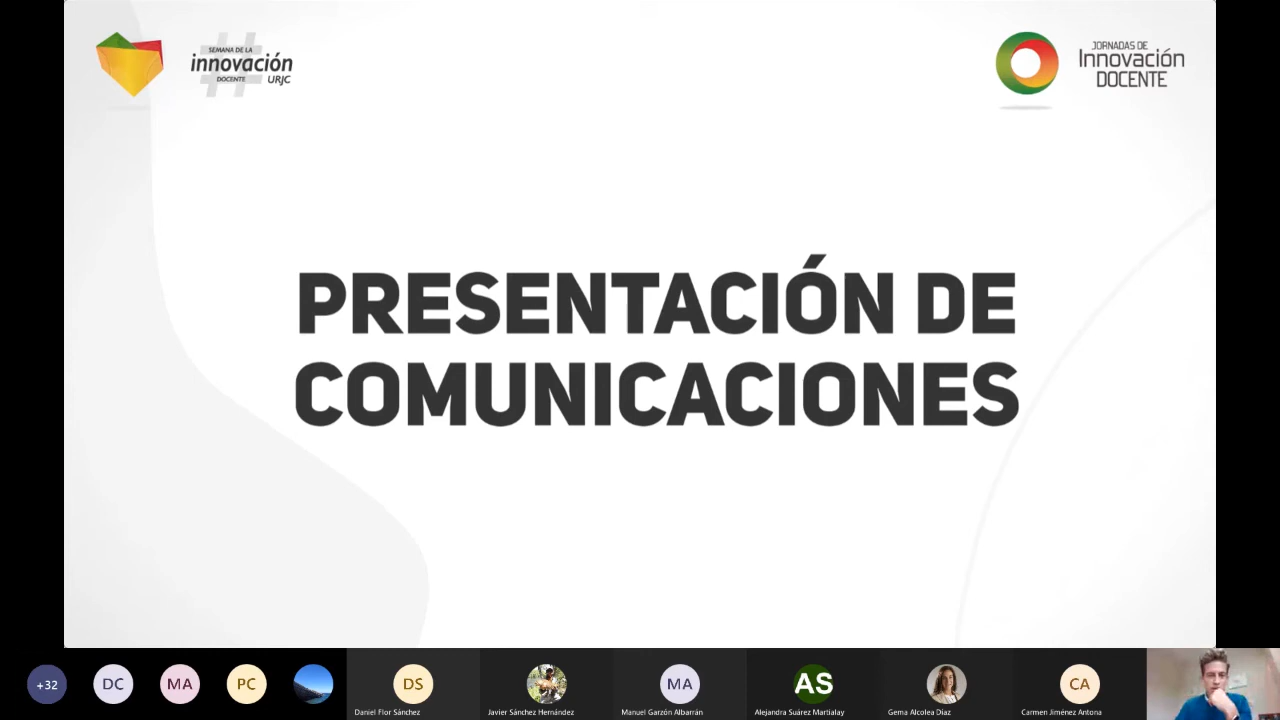 SEMANA DE LA
innovación
DOCENTE URJC
JORNADAS DE
Innovación
DOCENTE
PRESENTACIÓN DE
COMUNICACIONES
+32
DC
MA
PC
DS
MA
AS
CA
Daniel Flor Sánchez
Javier Sánchez Hernández
Manuel Garzón Albarrán
Alejandra Suárez Martialay
Gema Alcolea Díaz
Carmen Jiménez Antona